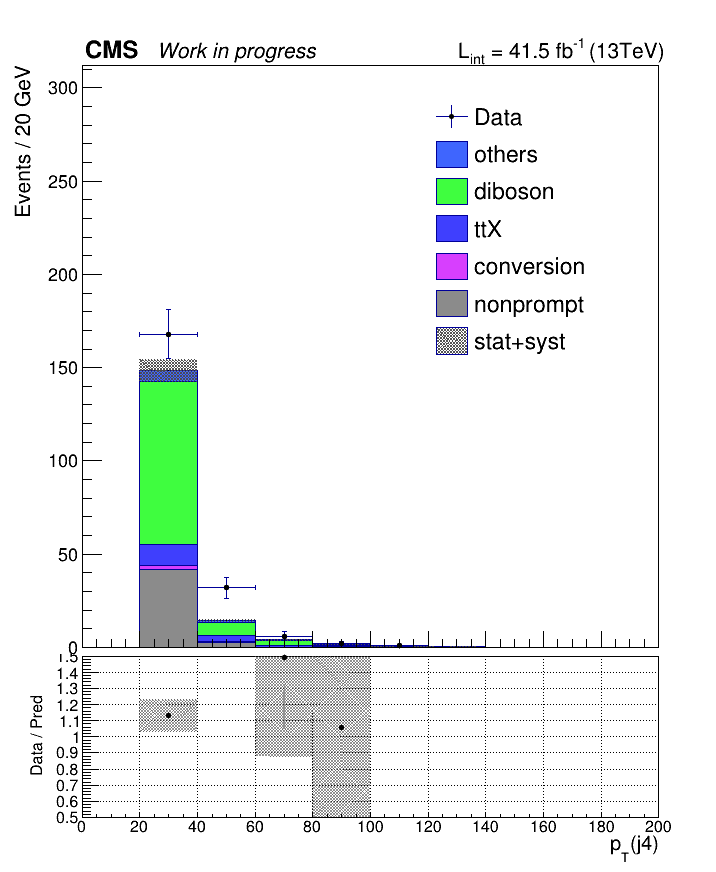 CMS Work in progress L_int = 41.5 fb^-1 (13TeV)
Events / 20 GeV
300
250
200
150
100
50
0
Data
others
diboson
ttX
conversion
nonprompt
stat+syst
Data / Pred
1.5
1.4
1.3
1.2
1.1
1
0.9
0.8
0.7
0.6
0.5
0 20 40 60 80 100 120 140 160 180 200
p_T(j4)